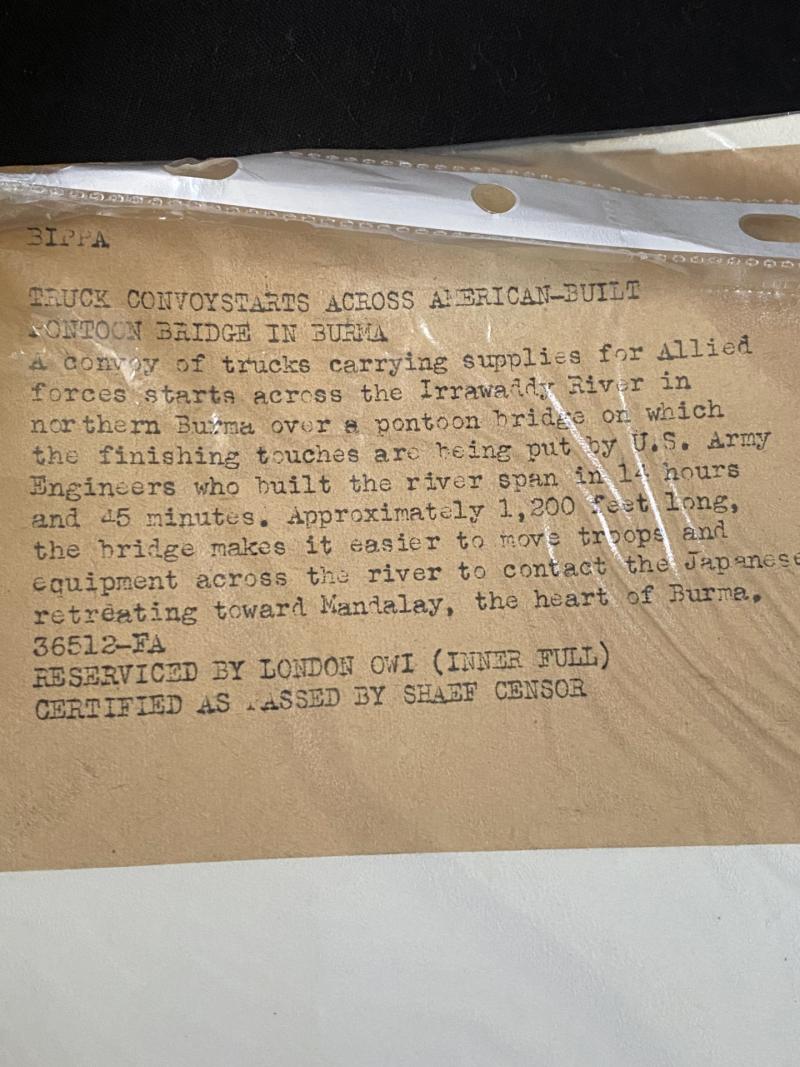 BIPPA
TRUCK CONVOYSTARTS ACROSS AMERICAN-BUILT
PONTOON BRIDGE IN BURMA
A convoy of trucks carrying supplies for Allied
forces starts across the Irrawaddy River in
northern Burma over a pontoon bridge on which
the finishing touches are being put by U.S. Army
Engineers who built the river span in 14 hours
and 45 minutes. Approximately 1,200 feet long,
the bridge makes it easier to move troops and
equipment across the river to contact the Japanese
retreating toward Mandalay, the heart of Burma.
36512-FA
RESERVICED BY LONDON OWI (INNER FULL)
CERTIFIED AS PASSED BY SHAEF CENSOR